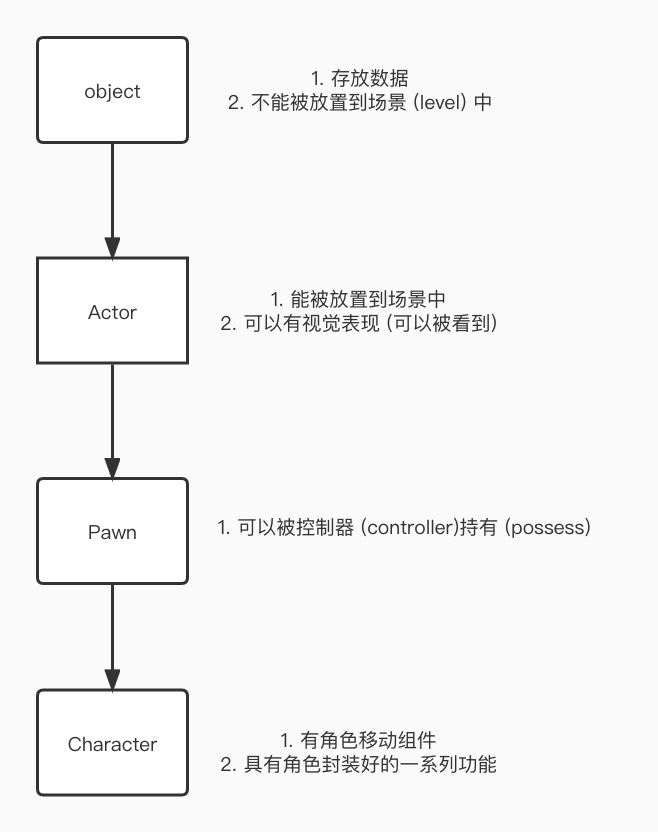 object
1. 存放数据
2. 不能被放置到场景 (level) 中
Actor
1. 能被放置到场景中
2. 可以有视觉表现 (可以被看到)
Pawn
1. 可以被控制器 (controller)持有 (possess)
Character
1. 有角色移动组件
2. 具有角色封装好的一系列功能